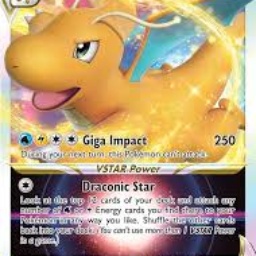 Giga Impact 250
During your next turn, this Pokémon can't attack.
VSTAR Power
Draconic Star
Look at the top cards of your deck and attach any
number of Energy cards you find there to your
Pokémon in any way you like. Shuffle the other cards
back into your deck. (You can't use more than 1 VSTAR Power
in a game.)